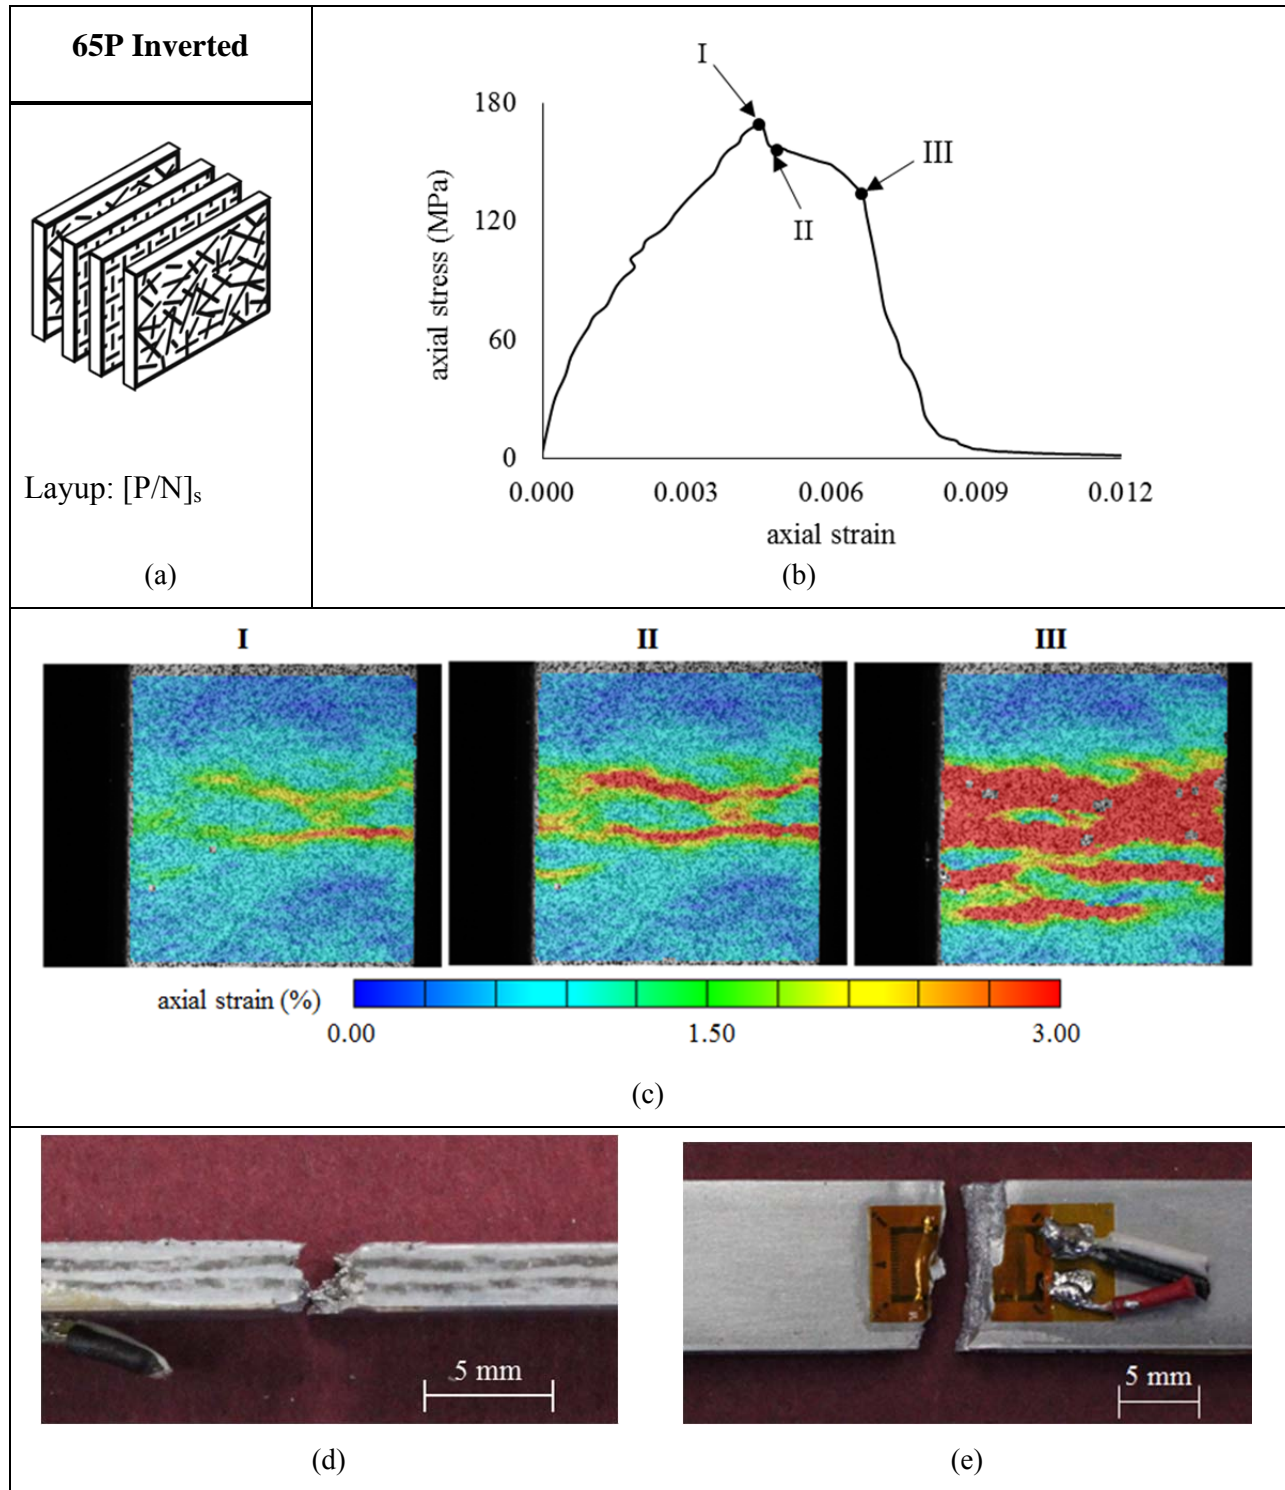 65P Inverted
Layup: [P/N]s
(a)
I
180
III
120
II
60
0
0.000 0.003 0.006 0.009 0.012
axial stress (MPa)
axial strain
(b)
I II III
axial strain (%)
0.00 1.50 3.00
(c)
5 mm
(d)
5 mm
(e)